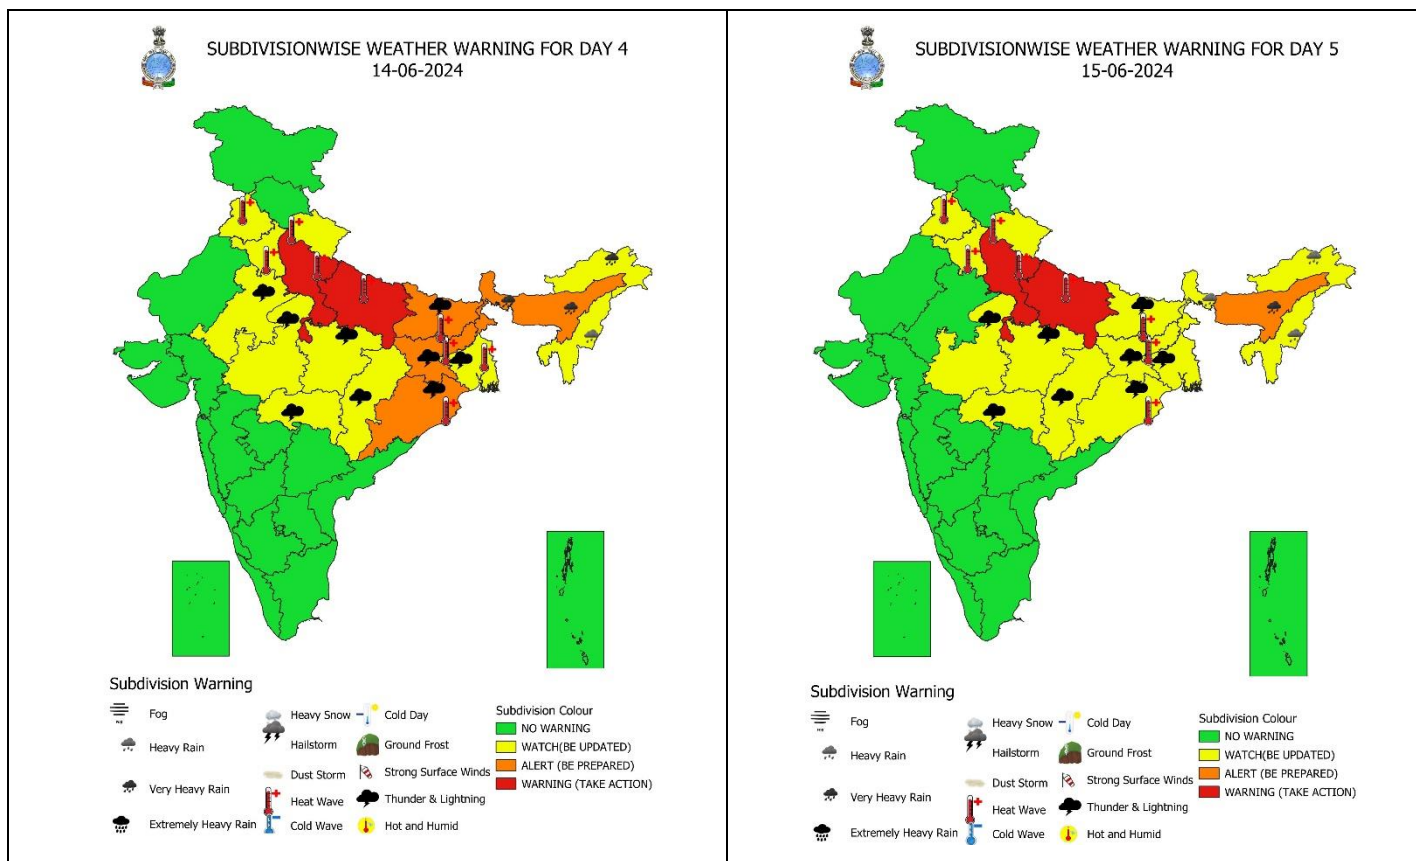 SUBDIVISIONWISE WEATHER WARNING FOR DAY 4
14-06-2024
Subdivision Warning
Fog
Heavy Rain
Very Heavy Rain
Extremely Heavy Rain
Heavy Snow
Hailstorm
Dust Storm
Heat Wave
Cold Wave
Cold Day
Ground Frost
Strong Surface Winds
Thunder & Lightning
Hot and Humid
Subdivision Colour
NO WARNING
WATCH(BE UPDATED)
ALERT (BE PREPARED)
WARNING (TAKE ACTION)
SUBDIVISIONWISE WEATHER WARNING FOR DAY 5
15-06-2024
Subdivision Warning
Fog
Heavy Rain
Very Heavy Rain
Extremely Heavy Rain
Heavy Snow
Hailstorm
Dust Storm
Heat Wave
Cold Wave
Cold Day
Ground Frost
Strong Surface Winds
Thunder & Lightning
Hot and Humid
Subdivision Colour
NO WARNING
WATCH(BE UPDATED)
ALERT (BE PREPARED)
WARNING (TAKE ACTION)